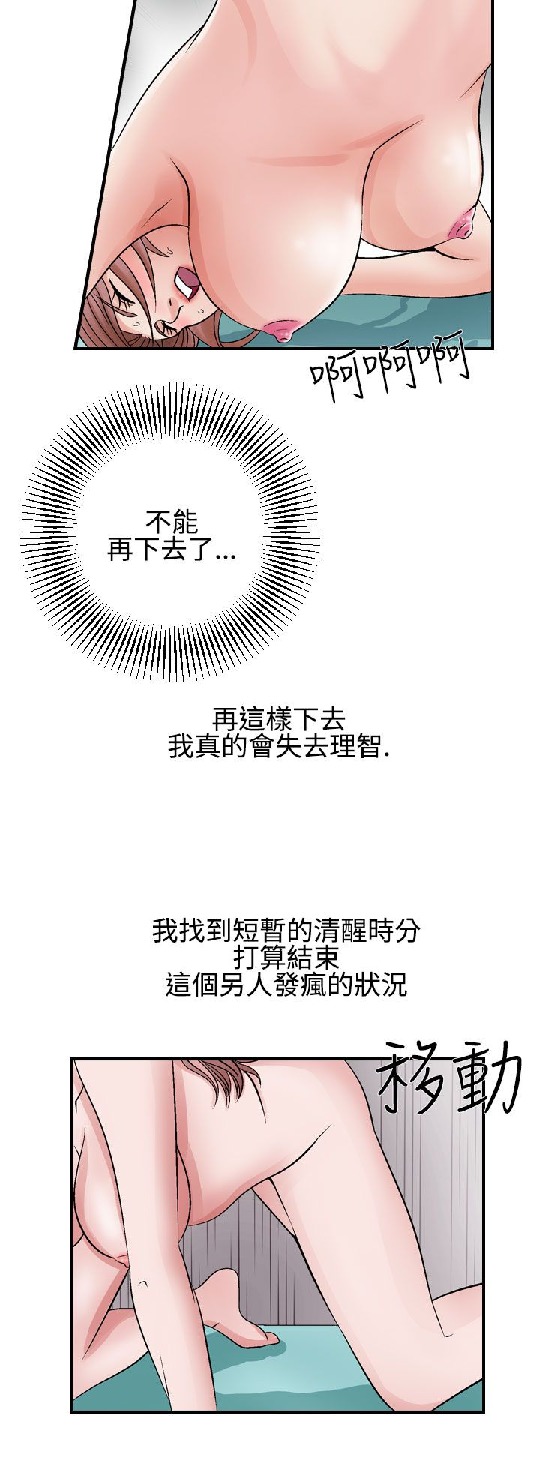 啊啊啊
不能
再下去了...
再這樣下去
我真的會失去理智.
我找到短暫的清醒時分
打算結束
這個另人發瘋的狀況
移動